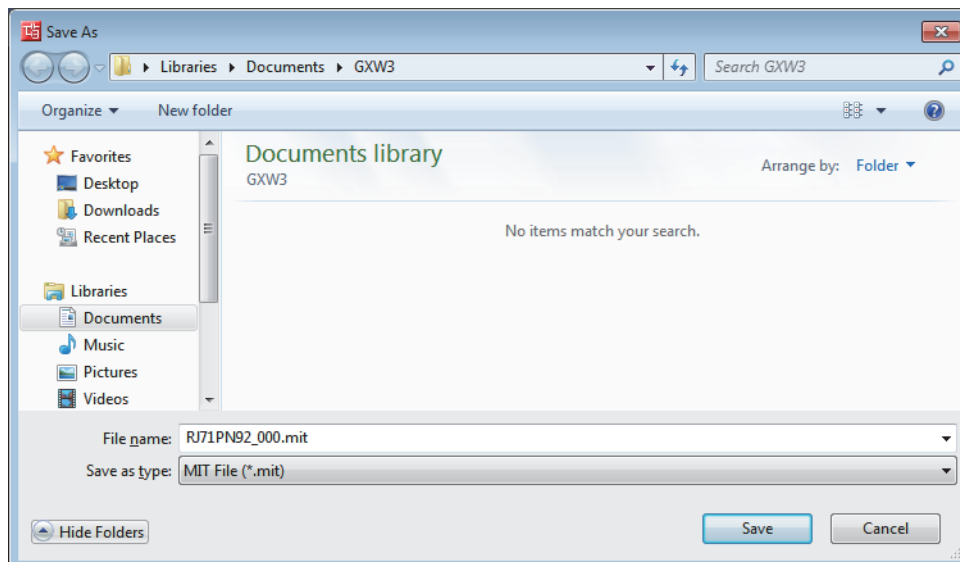 Save As
Libraries Documents GXW3
Search GXW3
Organize New folder
Favorites
Desktop
Downloads
Recent Places
Libraries
Documents
Music
Pictures
Videos
Documents library
GXW3
Arrange by: Folder
No items match your search.
File name: RJ71PN92_000.mit
Save as type: MIT File (*.mit)
Hide Folders
Save
Cancel